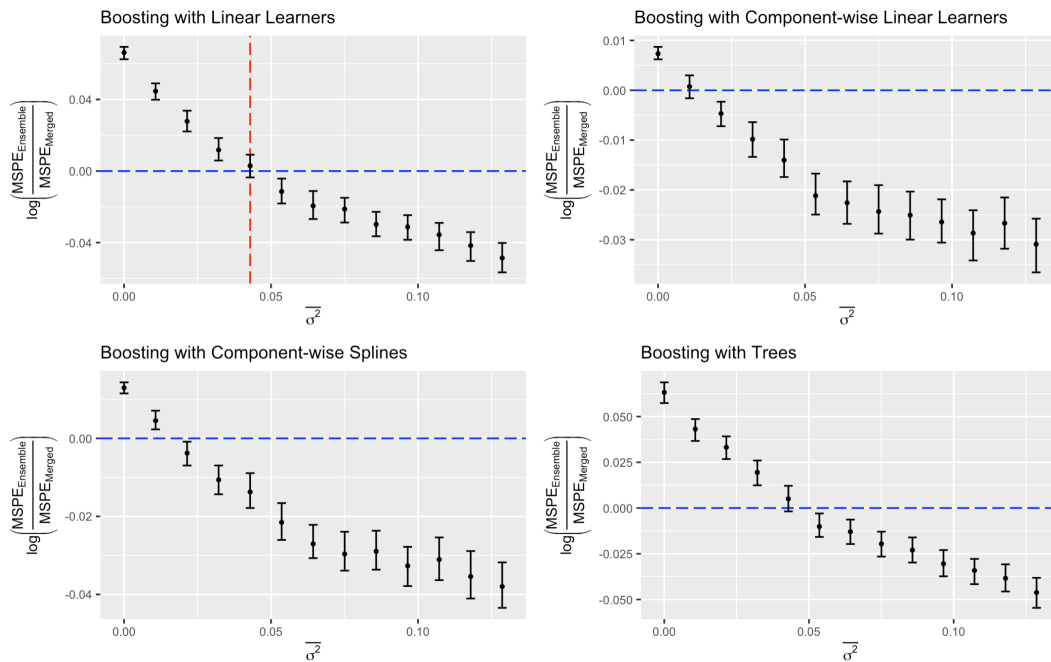 Boosting with Linear Learners
log(MSPE_Ensemble / MSPE_Merged)
0.04
0.00
-0.04
0.00 0.05 0.10
σ²
Boosting with Component-wise Linear Learners
log(MSPE_Ensemble / MSPE_Merged)
0.01
0.00
-0.01
-0.02
-0.03
0.00 0.05 0.10
σ²
Boosting with Component-wise Splines
log(MSPE_Ensemble / MSPE_Merged)
0.00
-0.02
-0.04
0.00 0.05 0.10
σ²
Boosting with Trees
log(MSPE_Ensemble / MSPE_Merged)
0.050
0.025
0.000
-0.025
-0.050
0.00 0.05 0.10
σ²